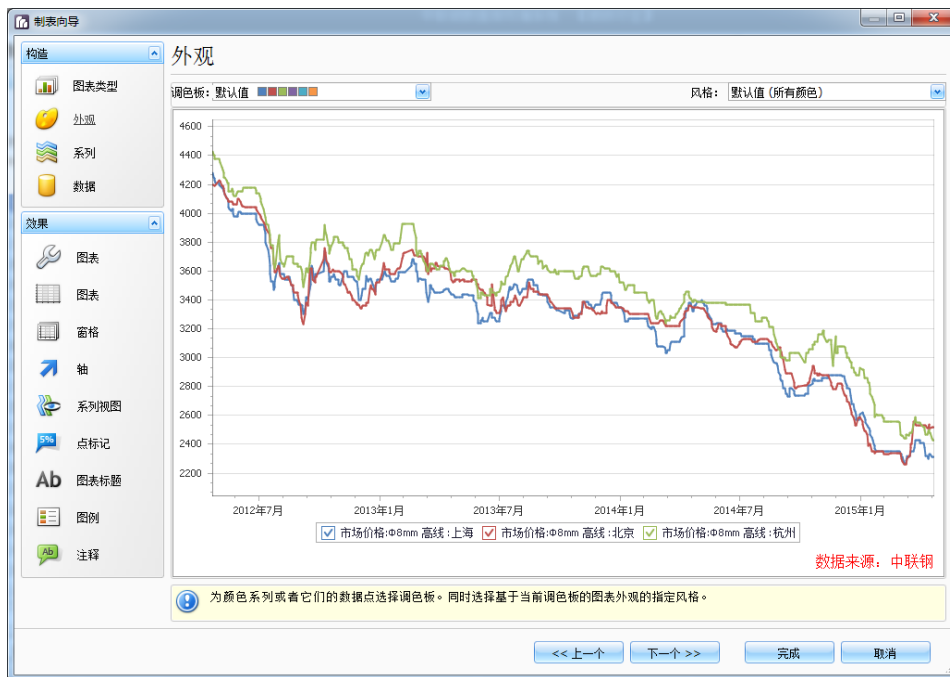 制表向导
构造
图表类型
外观
系列
数据
效果
图表
图表
窗格
轴
系列视图
5%
点标记
Ab
图表标题
图例
Ab
注释
外观
调色板: 默认值
风格: 默认值 (所有颜色)
4600
4400
4200
4000
3800
3600
3400
3200
3000
2800
2600
2400
2200
2012年7月 2013年1月 2013年7月 2014年1月 2014年7月 2015年1月
市场价格:Φ8mm 高线 :上海 市场价格:Φ8mm 高线 :北京 市场价格:Φ8mm 高线 :杭州
数据来源：中联钢
为颜色系列或者它们的数据点选择调色板。同时选择基于当前调色板的图表外观的指定风格。
<< 上一个 下一个 >> 完成 取消